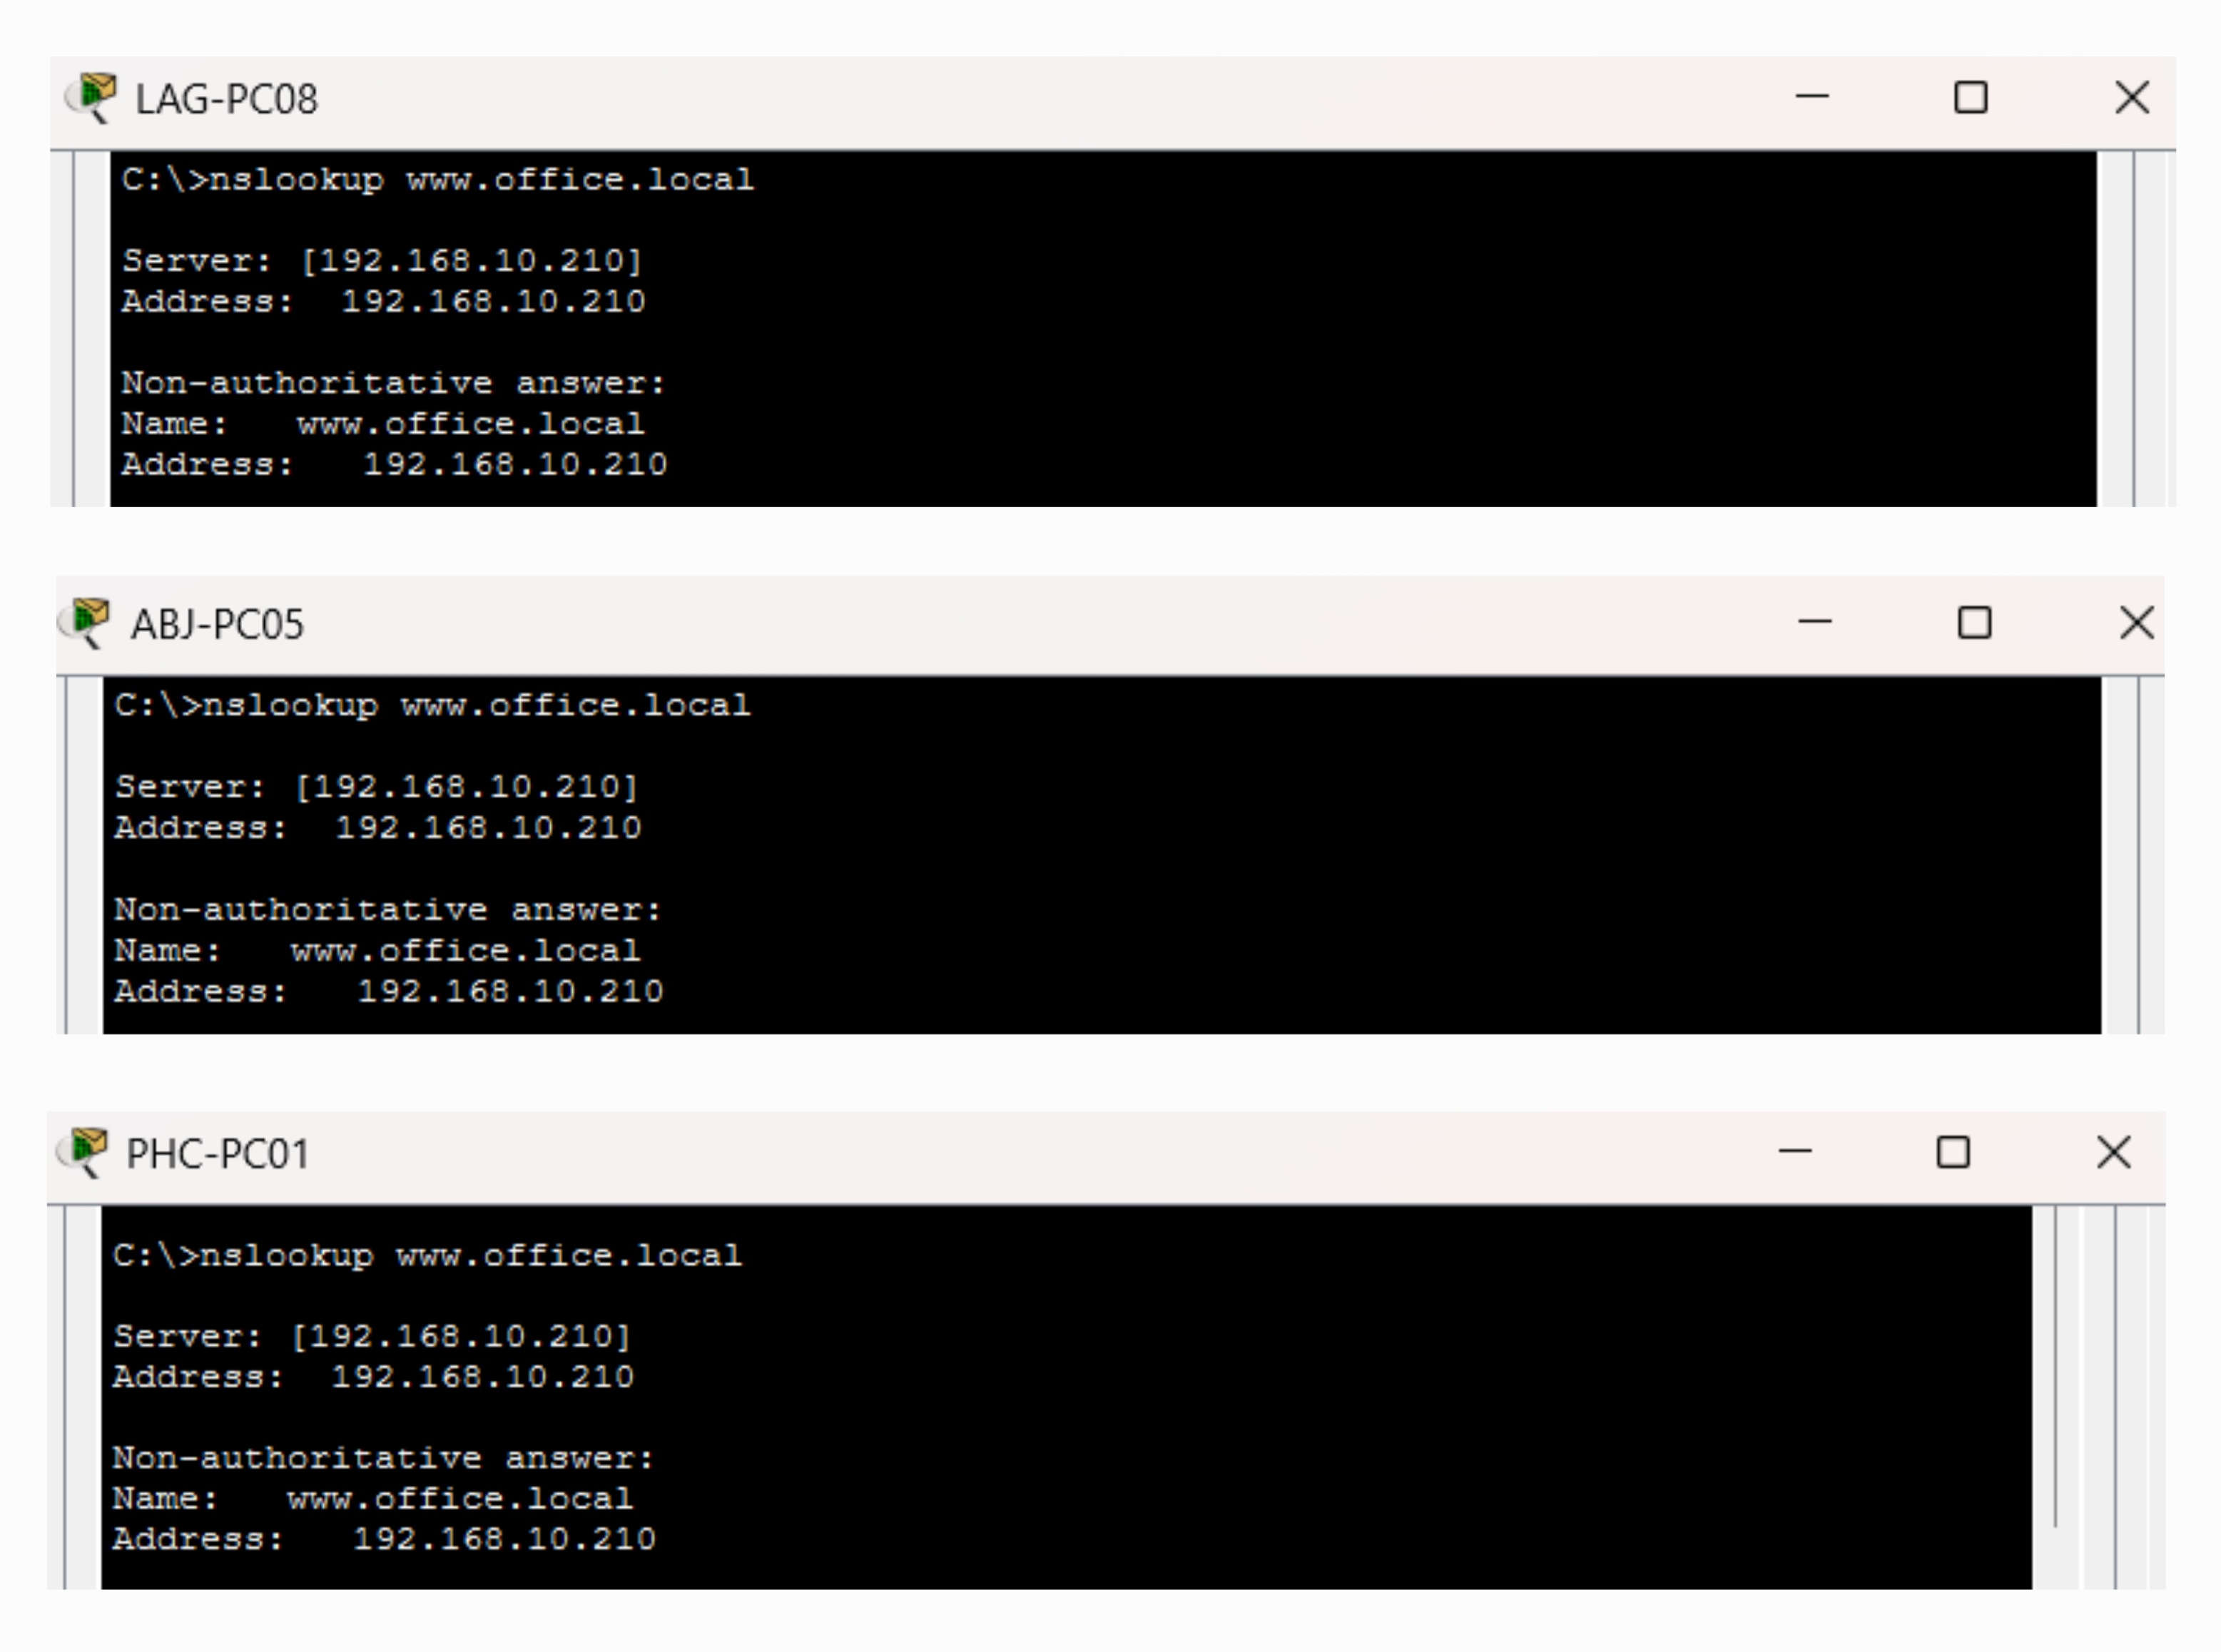 LAG-PC08
C:\>nslookup www.office.local
Server: [192.168.10.210]
Address:  192.168.10.210
Non-authoritative answer:
Name:   www.office.local
Address:   192.168.10.210
ABJ-PC05
C:\>nslookup www.office.local
Server: [192.168.10.210]
Address:  192.168.10.210
Non-authoritative answer:
Name:   www.office.local
Address:   192.168.10.210
PHC-PC01
C:\>nslookup www.office.local
Server: [192.168.10.210]
Address:  192.168.10.210
Non-authoritative answer:
Name:   www.office.local
Address:   192.168.10.210